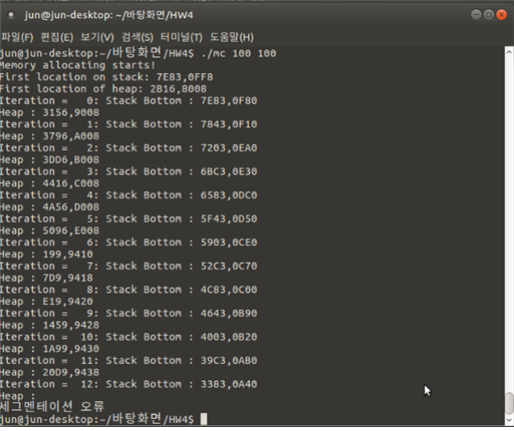 jun@jun-desktop: ~/바탕화면/HW4
파일(F) 편집(E) 보기(V) 검색(S) 터미널(T) 도움말(H)
jun@jun-desktop:~/바탕화면/HW4$ ./mc 100 100
Memory allocating starts!
First location on stack: 7E83,0FF8
First location of heap: 2B16,8008
Iteration =   0: Stack Bottom : 7E83,0F80
Heap : 3156,9008
Iteration =   1: Stack Bottom : 7843,0F10
Heap : 3796,A008
Iteration =   2: Stack Bottom : 7203,0EA0
Heap : 3DD6,B008
Iteration =   3: Stack Bottom : 6BC3,0E30
Heap : 4416,C008
Iteration =   4: Stack Bottom : 6583,0DC0
Heap : 4A56,D008
Iteration =   5: Stack Bottom : 5F43,0D50
Heap : 5096,E008
Iteration =   6: Stack Bottom : 5903,0CE0
Heap : 199,9410
Iteration =   7: Stack Bottom : 52C3,0C70
Heap : 7D9,9418
Iteration =   8: Stack Bottom : 4C83,0C00
Heap : E19,9420
Iteration =   9: Stack Bottom : 4643,0B90
Heap : 1459,9428
Iteration =  10: Stack Bottom : 4003,0B20
Heap : 1A99,9430
Iteration =  11: Stack Bottom : 39C3,0AB0
Heap : 20D9,9438
Iteration =  12: Stack Bottom : 3383,0A40
Heap :
세그멘테이션 오류
jun@jun-desktop:~/바탕화면/HW4$